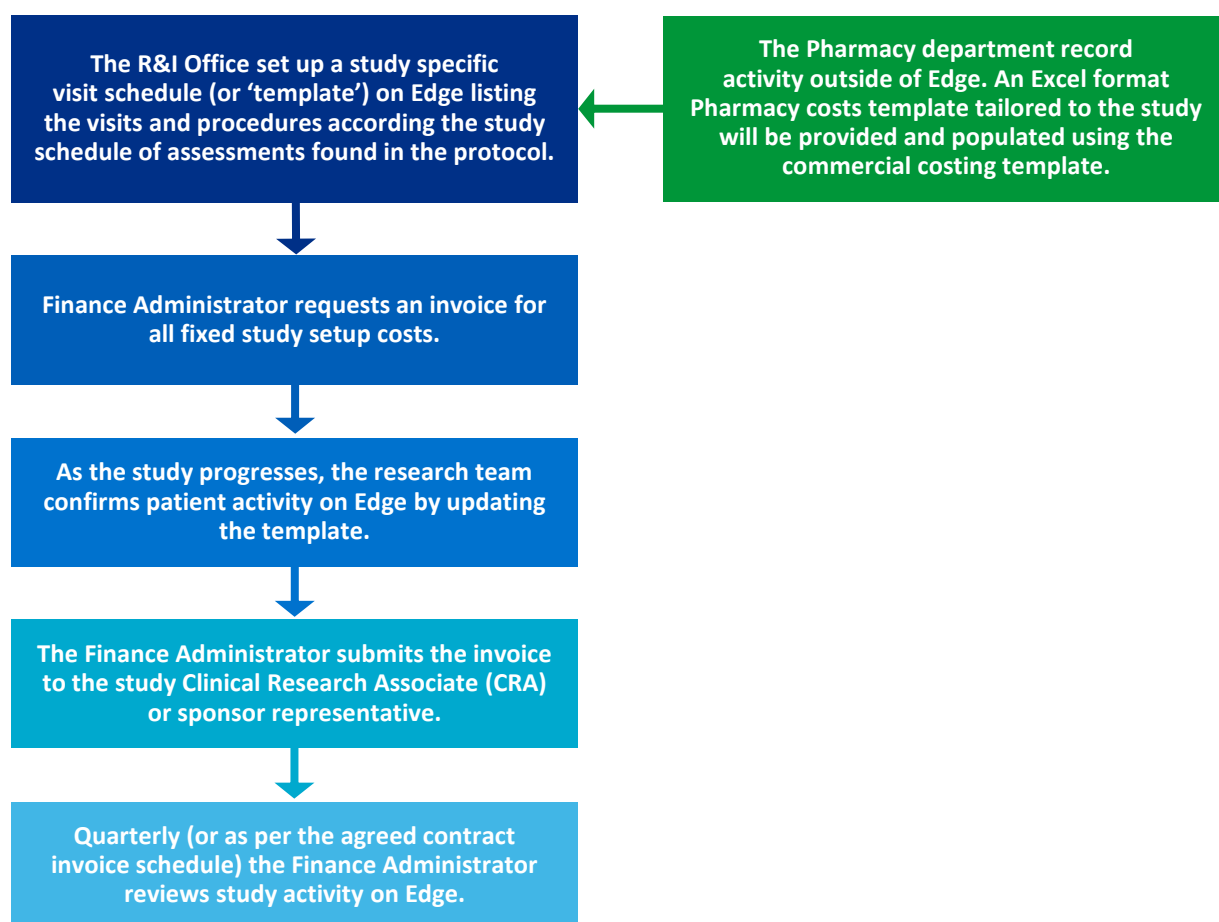 The R&I Office set up a study specific
visit schedule (or ‘template’) on Edge listing
the visits and procedures according the study
schedule of assessments found in the protocol.
The Pharmacy department record
activity outside of Edge. An Excel format
Pharmacy costs template tailored to the study
will be provided and populated using the
commercial costing template.
Finance Administrator requests an invoice for
all fixed study setup costs.
As the study progresses, the research team
confirms patient activity on Edge by updating
the template.
The Finance Administrator submits the invoice
to the study Clinical Research Associate (CRA)
or sponsor representative.
Quarterly (or as per the agreed contract
invoice schedule) the Finance Administrator
reviews study activity on Edge.